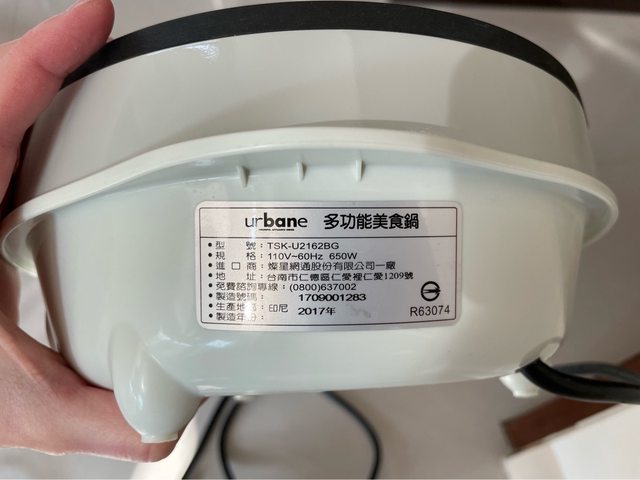 urbane 多功能美食鍋
•型 號:TSK-U2162BG
•規 格:110V~60Hz 650W
•進 口 商:燦星網通股份有限公司一廠
•地 址:台南市仁德區仁愛裡仁愛1209號
•免費諮詢專線:(0800)637002
•製造號碼: 1709001283
•生產地區: 印尼
•製造年份: 2017年
R63074